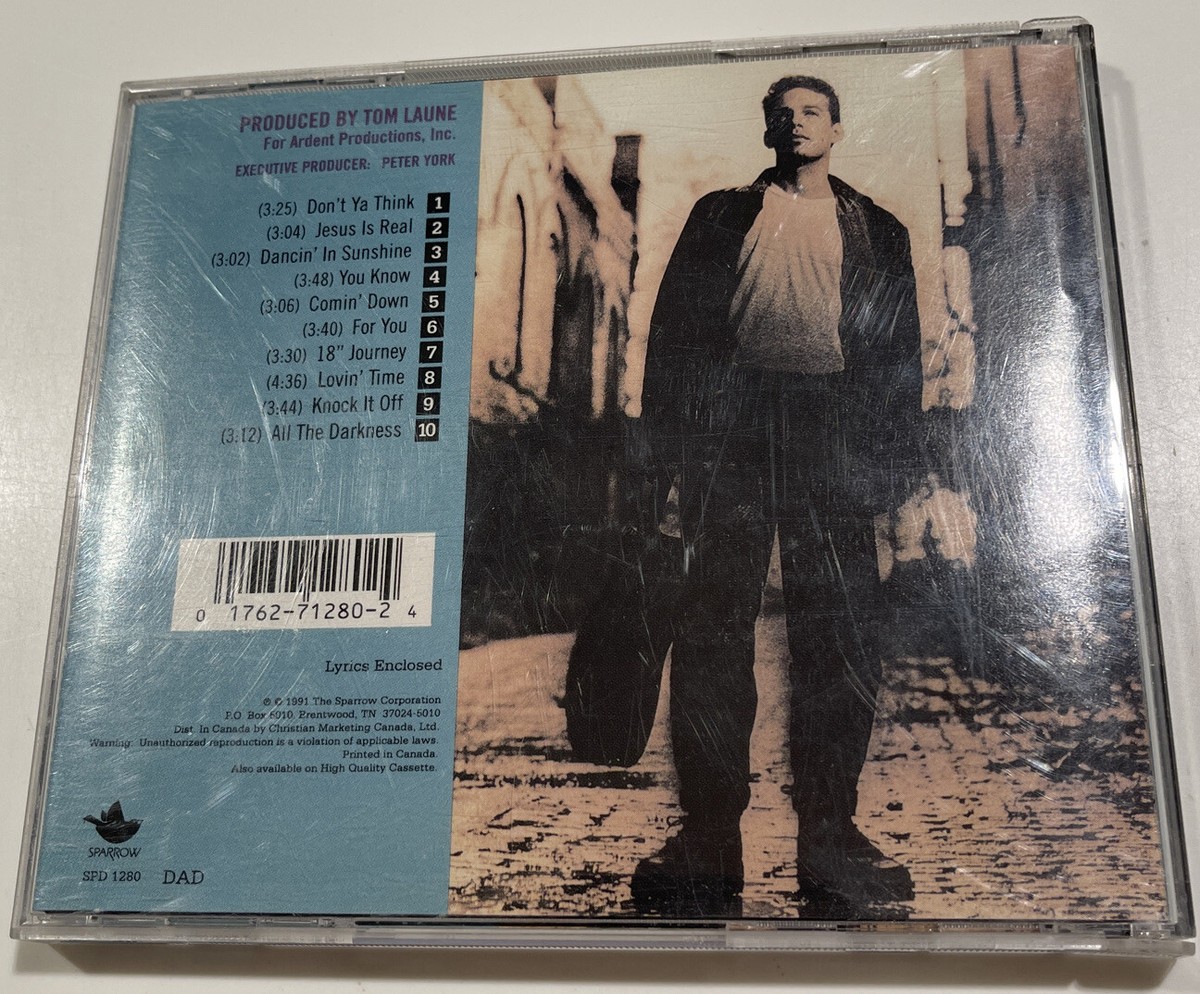 PRODUCED BY TOM LAUNE
For Ardent Productions, Inc.
EXECUTIVE PRODUCER: PETER YORK
(3:25) Don't Ya Think 1
(3:04) Jesus Is Real 2
(3:02) Dancin' In Sunshine 3
(3:48) You Know 4
(3:06) Comin' Down 5
(3:40) For You 6
(3:30) 18" Journey 7
(4:36) Lovin' Time 8
(3:44) Knock It Off 9
(3:12) All The Darkness 10
0 1762-71280-2 4
Lyrics Enclosed
℗ © 1991 The Sparrow Corporation
P.O. Box 5010, Brentwood, TN 37024-5010
Dist. In Canada by Christian Marketing Canada, Ltd.
Warning: Unauthorized reproduction is a violation of applicable laws.
Printed in Canada.
Also available on High Quality Cassette.
SPARROW
SPD 1280 DAD